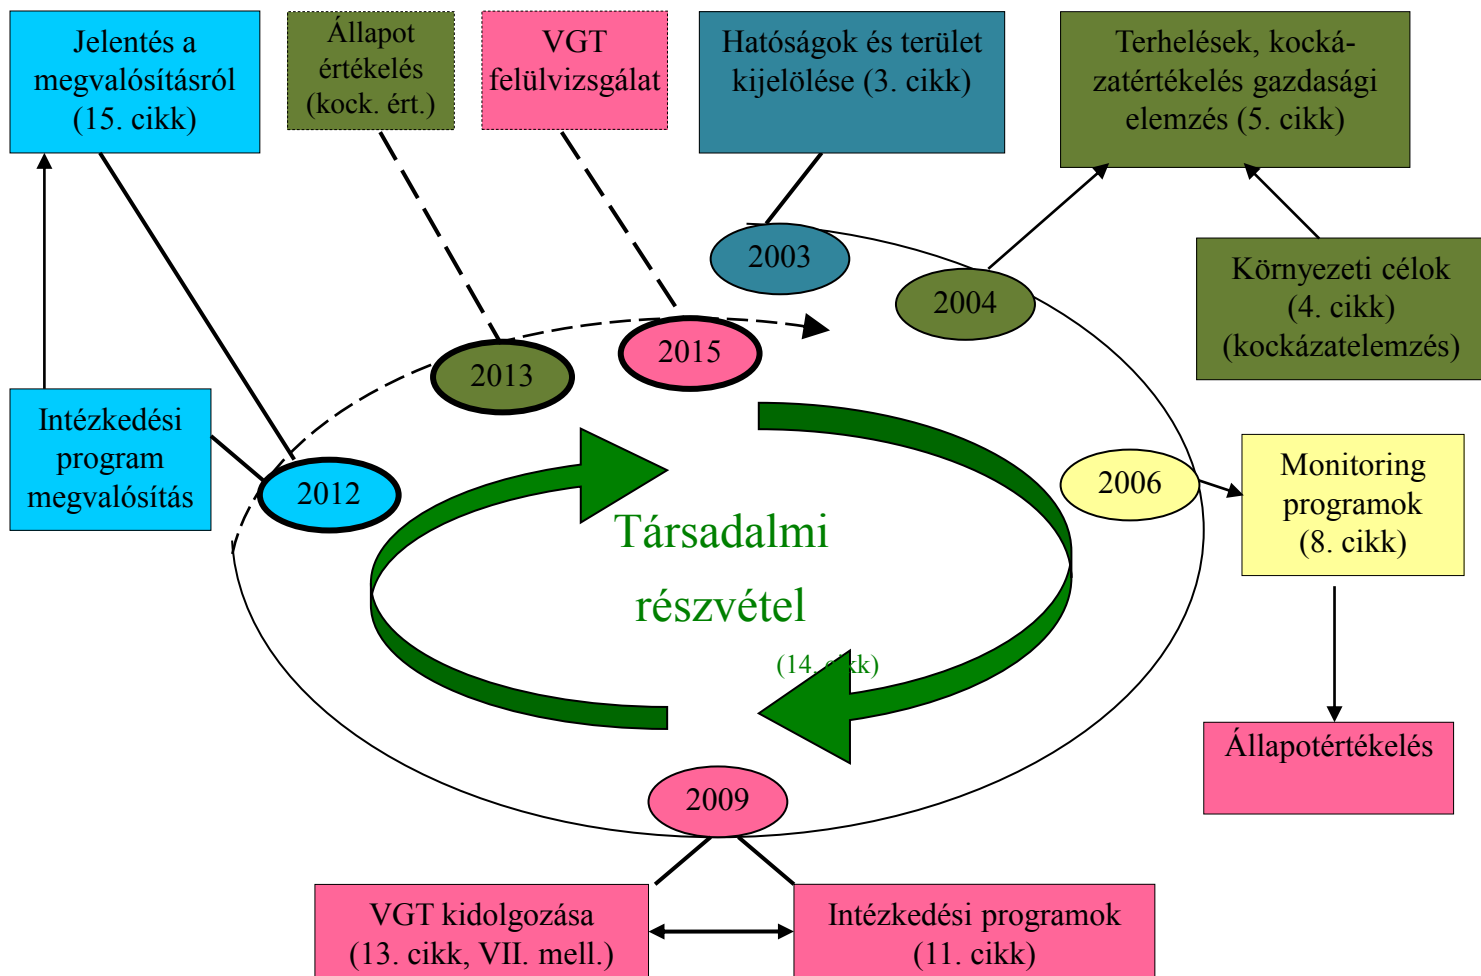 Jelentés a
megvalósításról
(15. cikk)
Állapot
értékelés
(kock. ért.)
VGT
felülvizsgálat
Hatóságok és terület
kijelölése (3. cikk)
Terhelések, kocká-
zatértékelés gazdasági
elemzés (5. cikk)
2003
2004
Környezeti célok
(4. cikk)
(kockázatelemzés)
2015
2013
Intézkedési
program
megvalósítás
2012
2006
Monitoring
programok
(8. cikk)
Társadalmi
részvétel
(14. cikk)
Állapotértékelés
2009
VGT kidolgozása
(13. cikk, VII. mell.)
Intézkedési programok
(11. cikk)